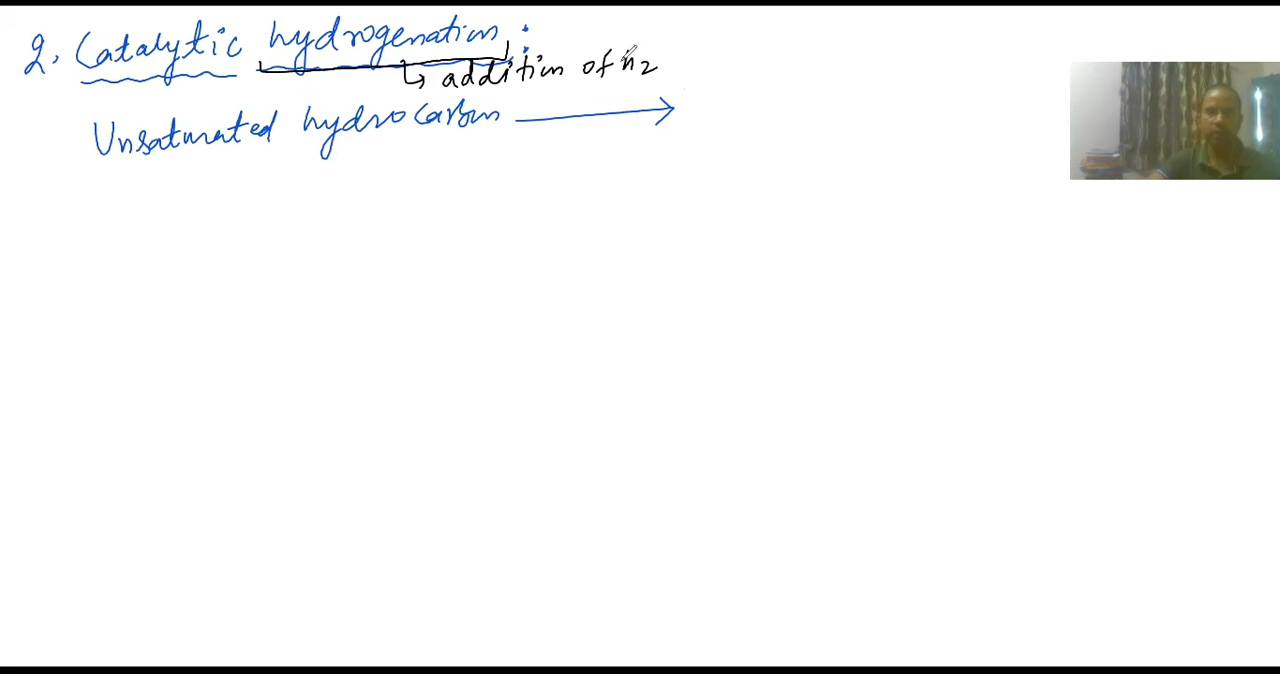 2. Catalytic hydrogenation :
↳ addition of H2
Unsaturated hydrocarbon ⟶